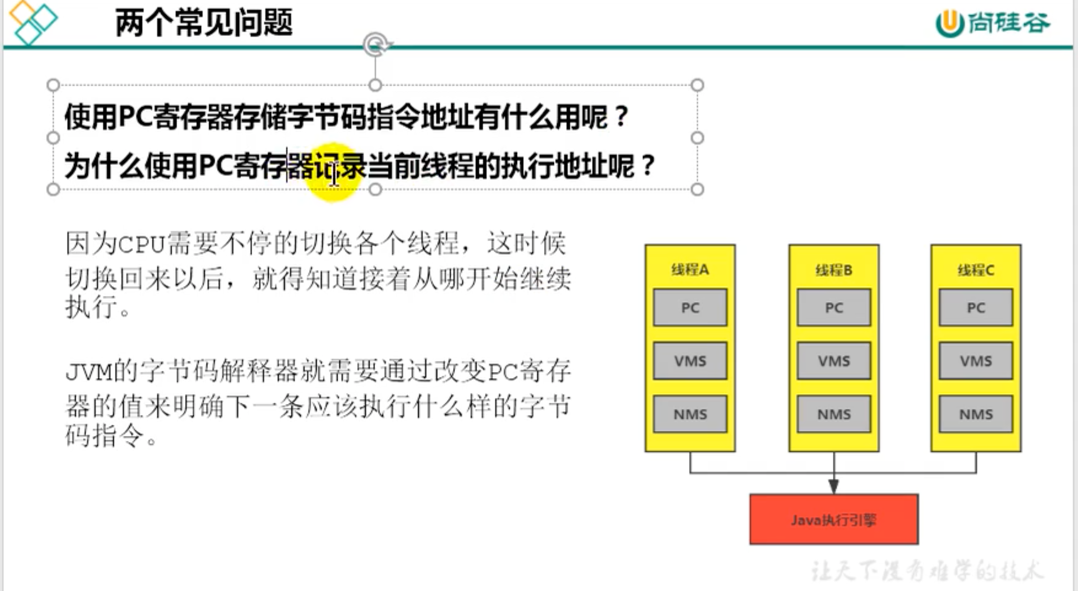 两个常见问题
尚硅谷
使用PC寄存器存储字节码指令地址有什么用呢？
为什么使用PC寄存器记录当前线程的执行地址呢？
因为CPU需要不停的切换各个线程，这时候
切换回来以后，就得知道接着从哪开始继续
执行。
JVM的字节码解释器就需要通过改变PC寄存
器的值来明确下一条应该执行什么样的字节
码指令。
线程A
PC
VMS
NMS
线程B
PC
VMS
NMS
线程C
PC
VMS
NMS
Java执行引擎
让天下没有难学的技术